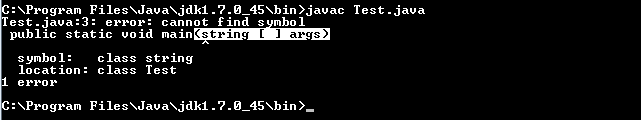 C:\Program Files\Java\jdk1.7.0_45\bin>javac Test.java
Test.java:3: error: cannot find symbol
public static void main(string [ ] args)
^
symbol:   class string
location: class Test
1 error
C:\Program Files\Java\jdk1.7.0_45\bin>_